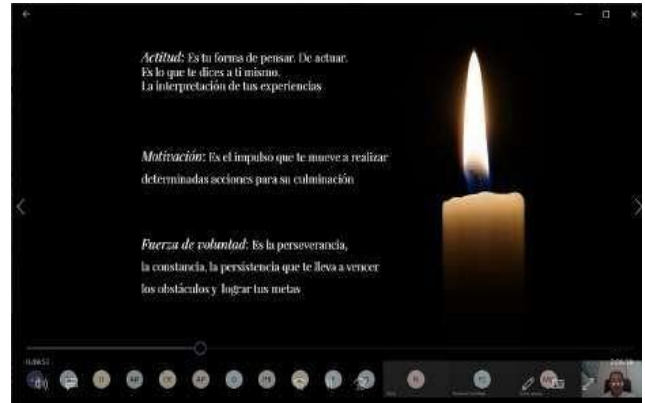 Actitud: Es tu forma de pensar. De actuar.
Es lo que te dices a ti mismo.
La interpretación de tus experiencias
Motivación: Es el impulso que te mueve a realizar
determinadas acciones para su culminación
Fuerza de voluntad: Es la perseverancia,
la constancia, la persistencia que te lleva a vencer
los obstáculos y lograr tus metas